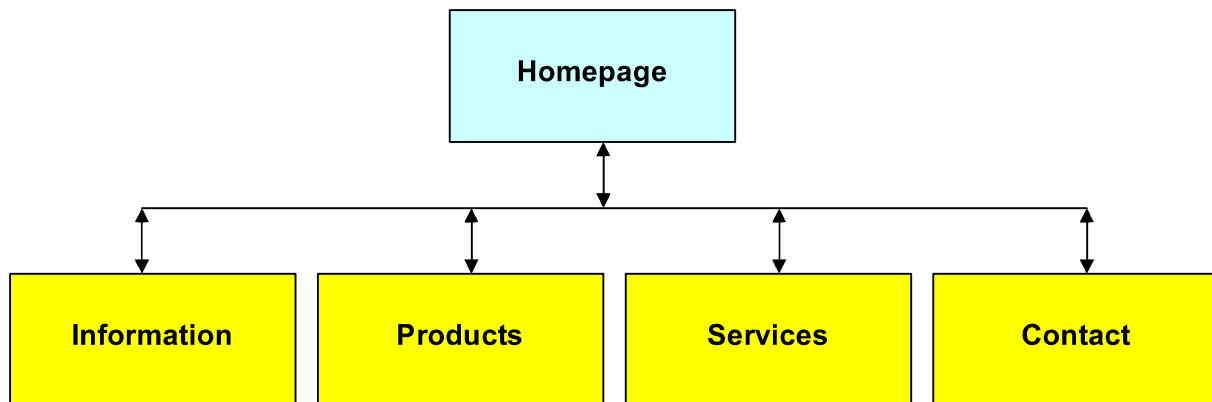 Homepage
Information
Products
Services
Contact